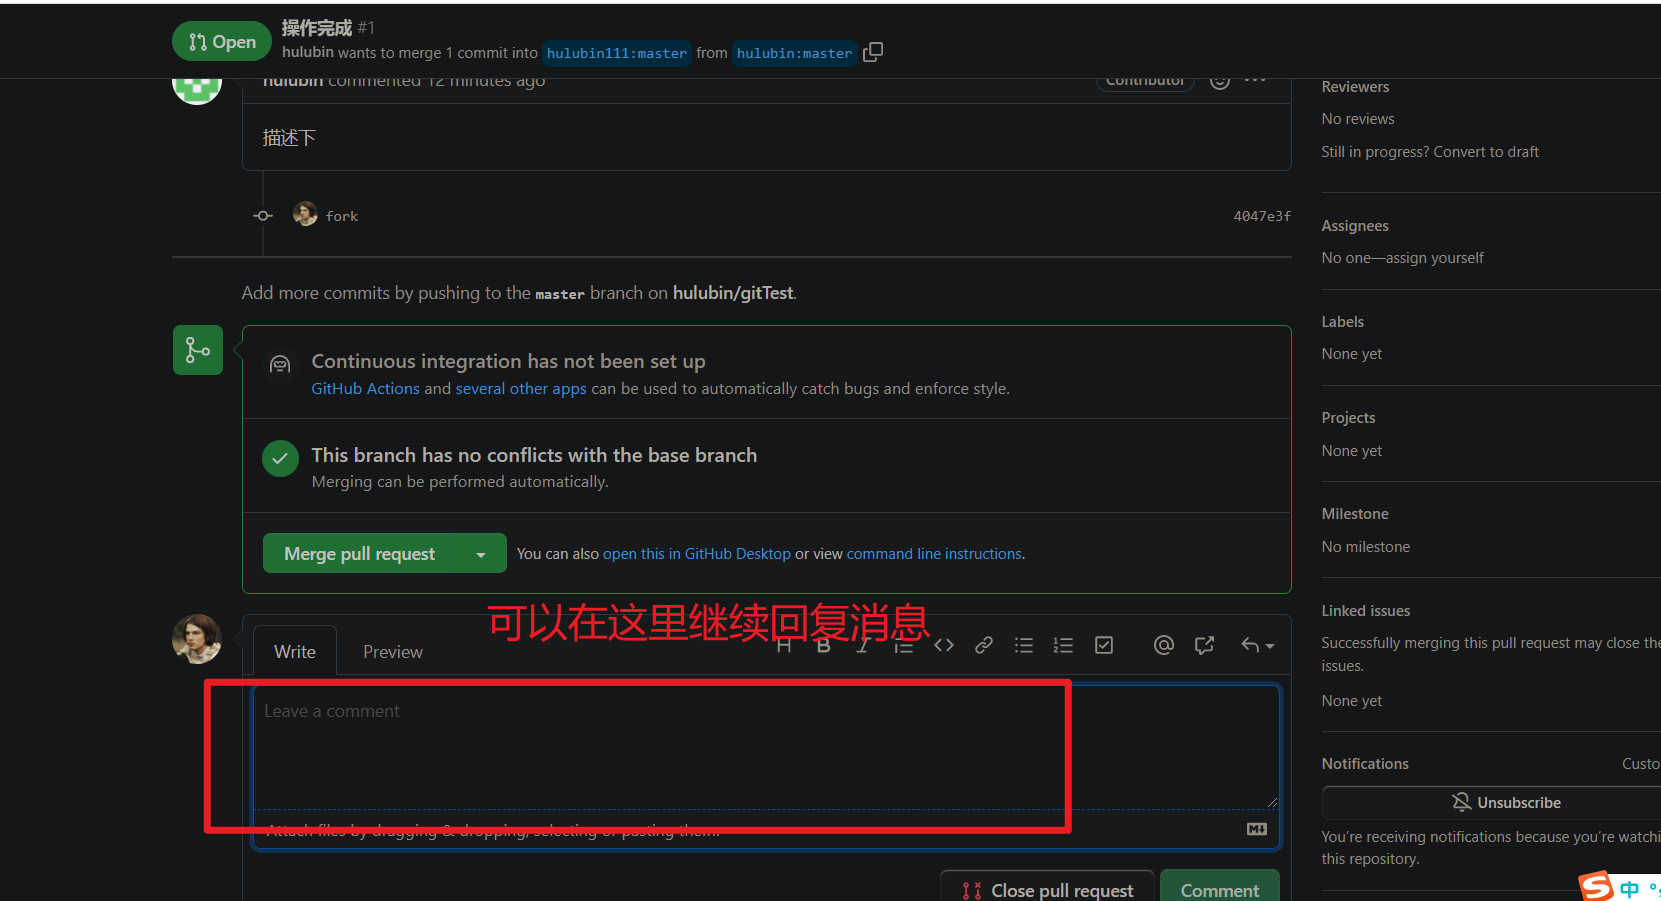 Open
操作完成 #1
hulubin wants to merge 1 commit into hulubin111:master from hulubin:master
hulubin commented 12 minutes ago
Contributor
描述下
fork
4047e3f
Add more commits by pushing to the master branch on hulubin/gitTest.
Continuous integration has not been set up
GitHub Actions and several other apps can be used to automatically catch bugs and enforce style.
This branch has no conflicts with the base branch
Merging can be performed automatically.
Merge pull request
You can also open this in GitHub Desktop or view command line instructions.
可以在这里继续回复消息
Write
Preview
Leave a comment
Attach files by dragging & dropping, selecting or pasting them.
Close pull request
Comment
Reviewers
No reviews
Still in progress? Convert to draft
Assignees
No one—assign yourself
Labels
None yet
Projects
None yet
Milestone
No milestone
Linked issues
Successfully merging this pull request may close the
issues.
None yet
Notifications
Custo
Unsubscribe
You're receiving notifications because you're watchi
this repository.
中